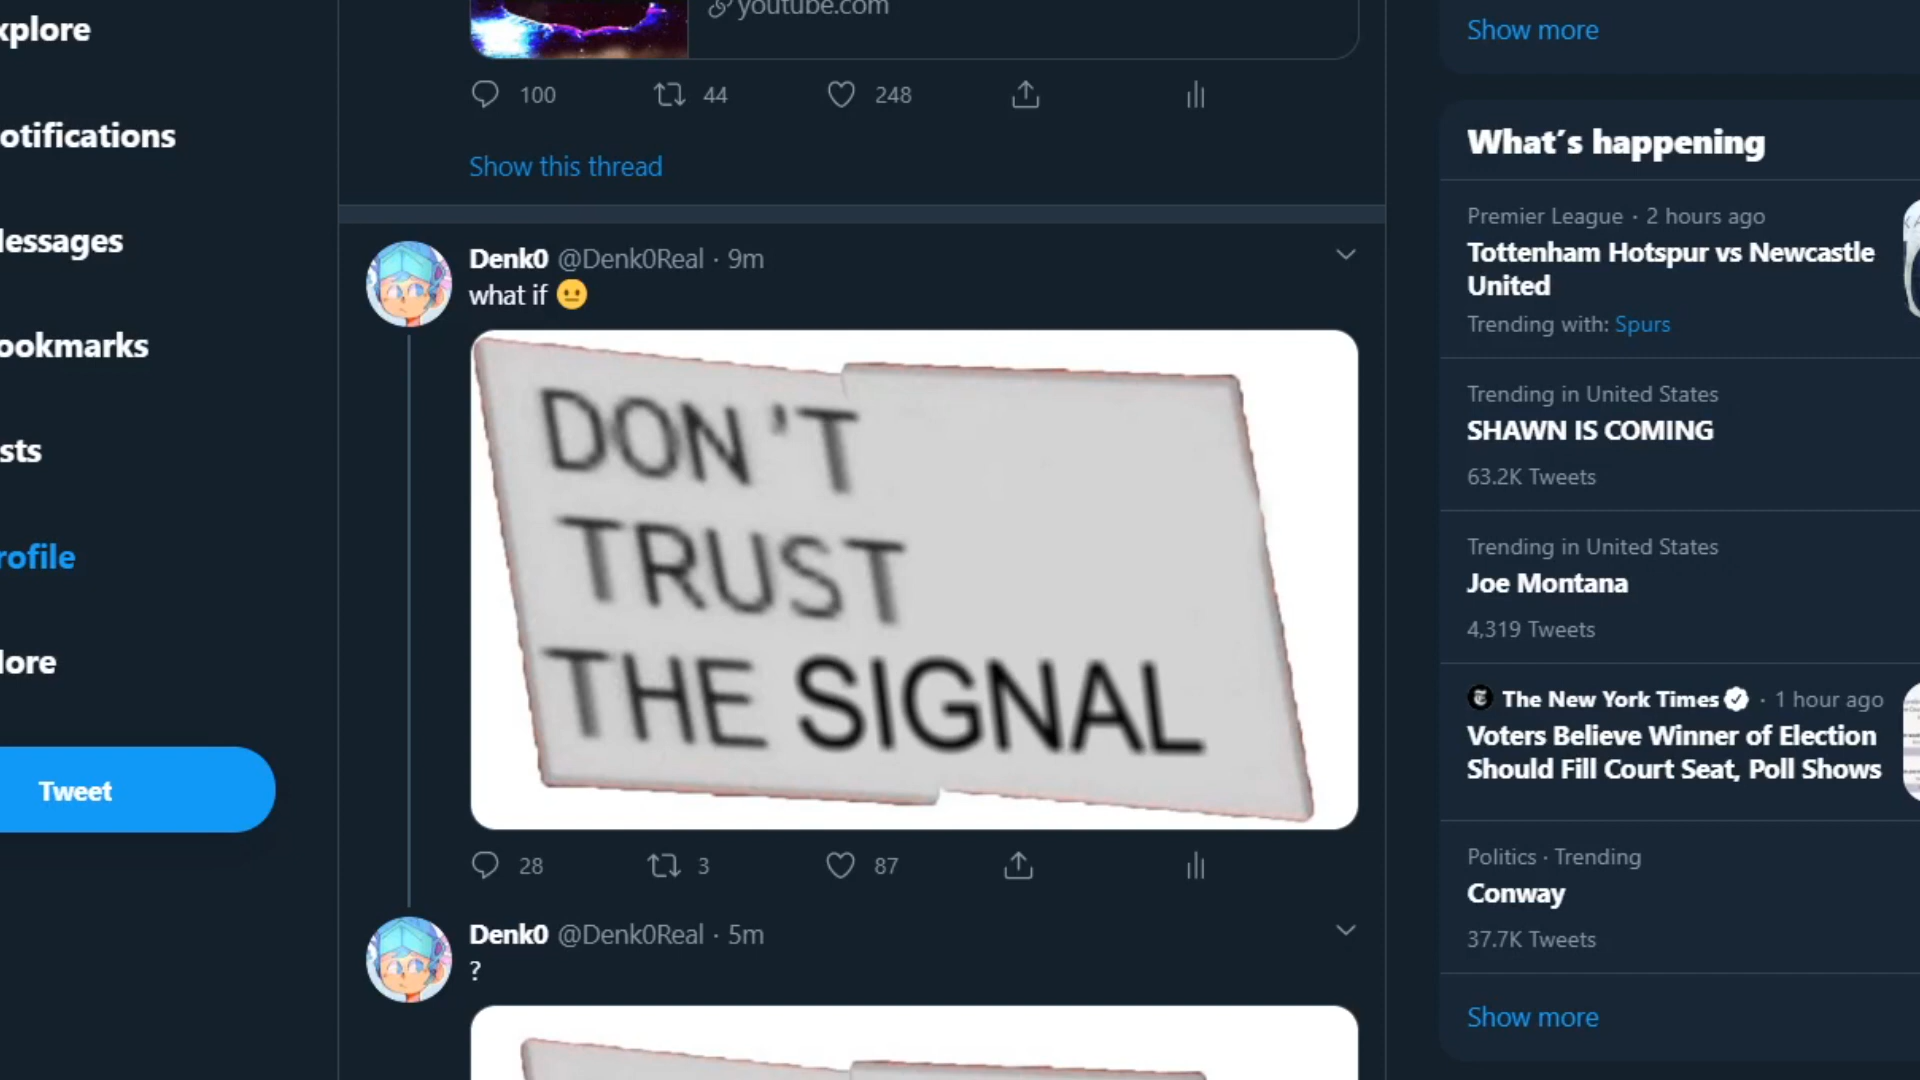 xplore
otifications
essages
ookmarks
sts
rofile
ore
Tweet
youtube.com
100 44 248
Show this thread
Denk0 @Denk0Real · 9m
what if 😐
DON'T
TRUST
THE SIGNAL
28 3 87
Denk0 @Denk0Real · 5m
?
Show more
What's happening
Premier League · 2 hours ago
Tottenham Hotspur vs Newcastle
United
Trending with: Spurs
Trending in United States
SHAWN IS COMING
63.2K Tweets
Trending in United States
Joe Montana
4,319 Tweets
The New York Times · 1 hour ago
Voters Believe Winner of Election
Should Fill Court Seat, Poll Shows
Politics · Trending
Conway
37.7K Tweets
Show more